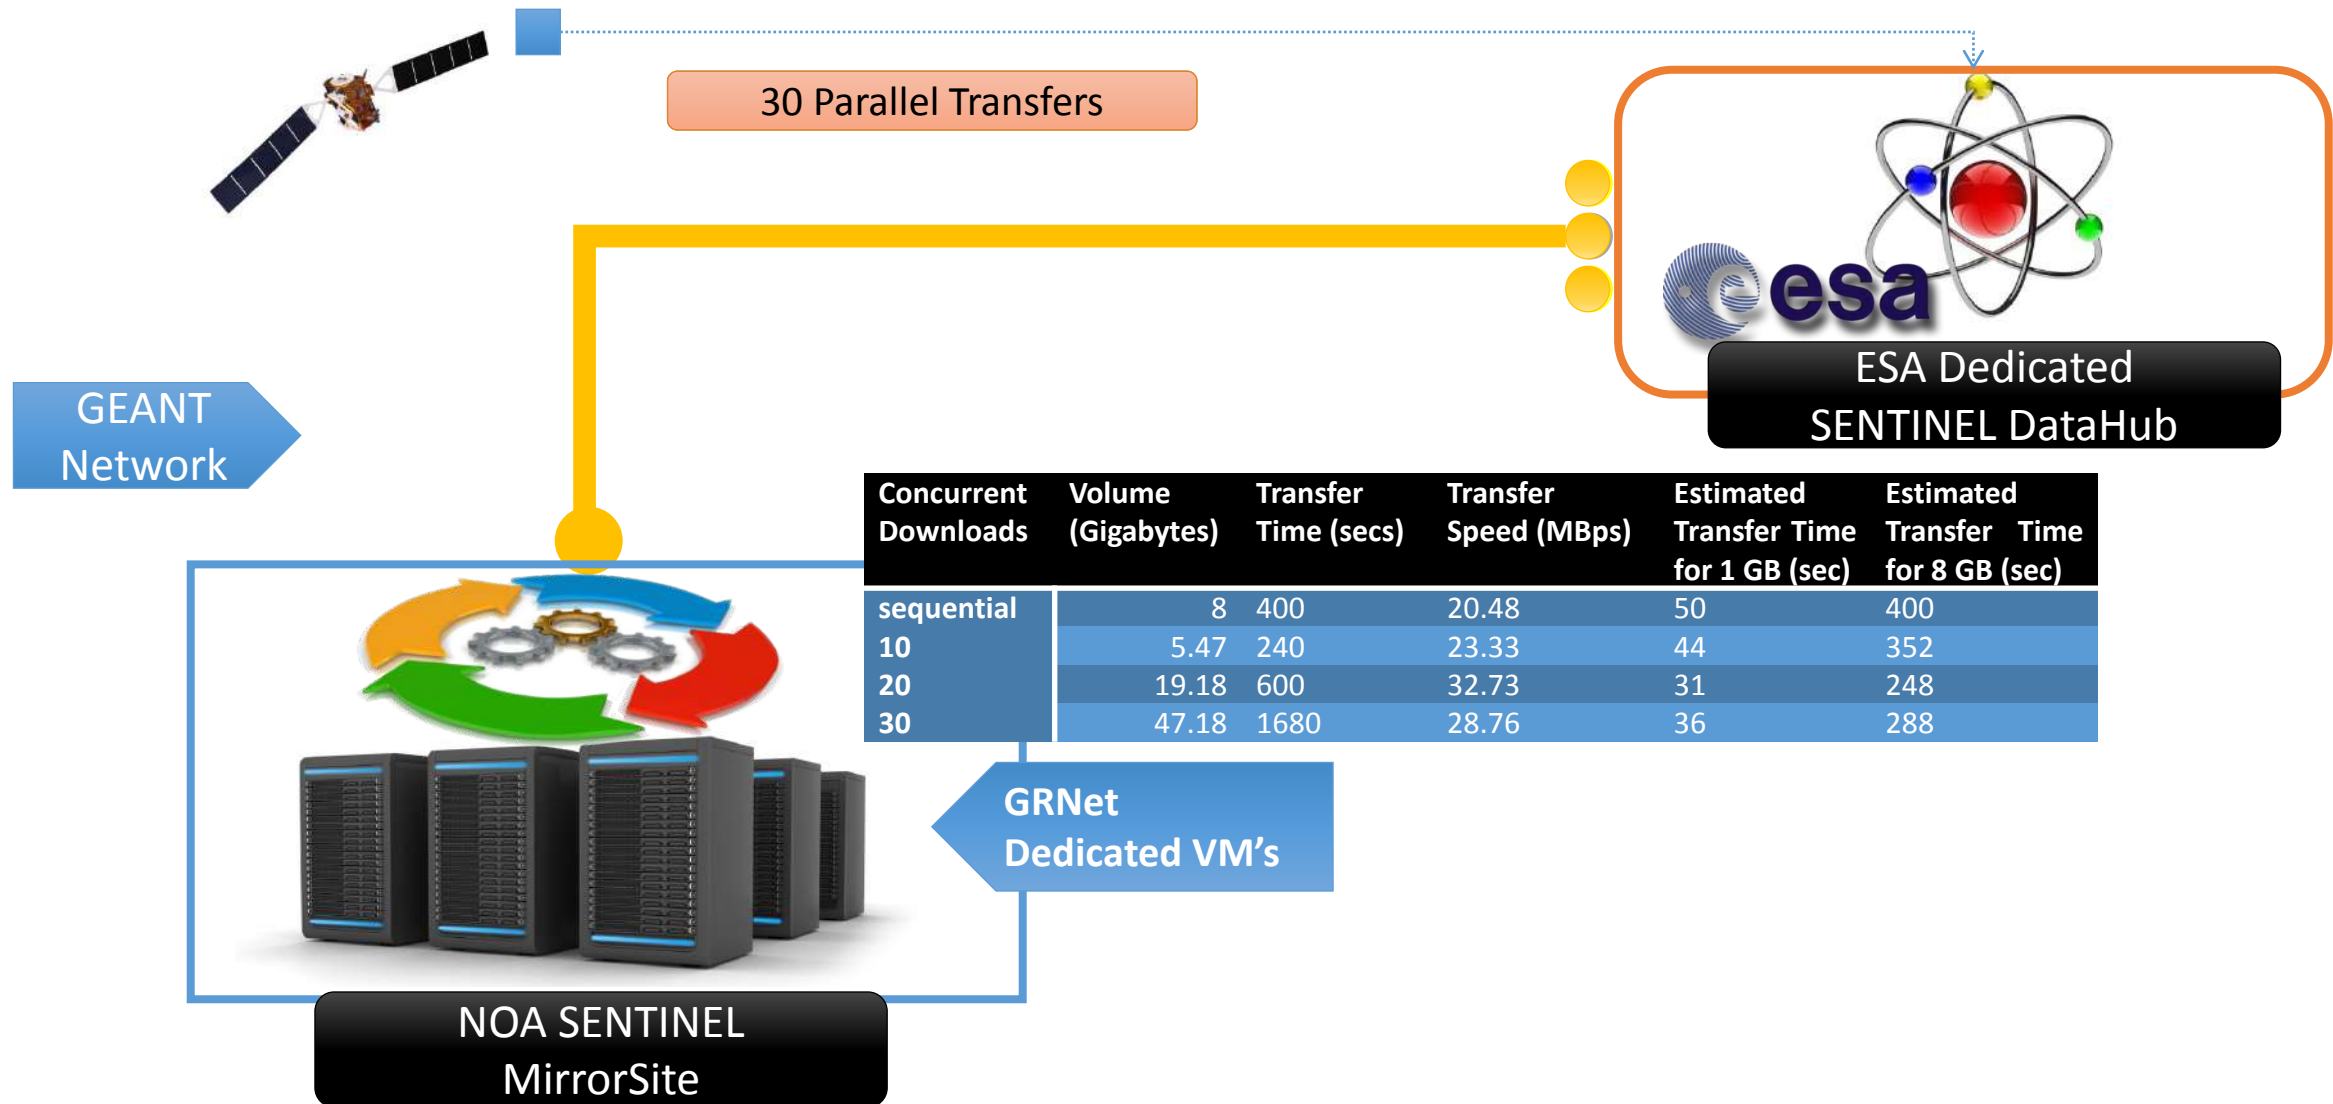 30 Parallel Transfers
esa
ESA Dedicated
SENTINEL DataHub
GEANT
Network
Concurrent Downloads Volume (Gigabytes) Transfer Time (secs) Transfer Speed (MBps) Estimated Transfer Time for 1 GB (sec) Estimated Transfer Time for 8 GB (sec)
sequential 8 400 20.48 50 400
10 5.47 240 23.33 44 352
20 19.18 600 32.73 31 248
30 47.18 1680 28.76 36 288
GRNet
Dedicated VM's
NOA SENTINEL
MirrorSite